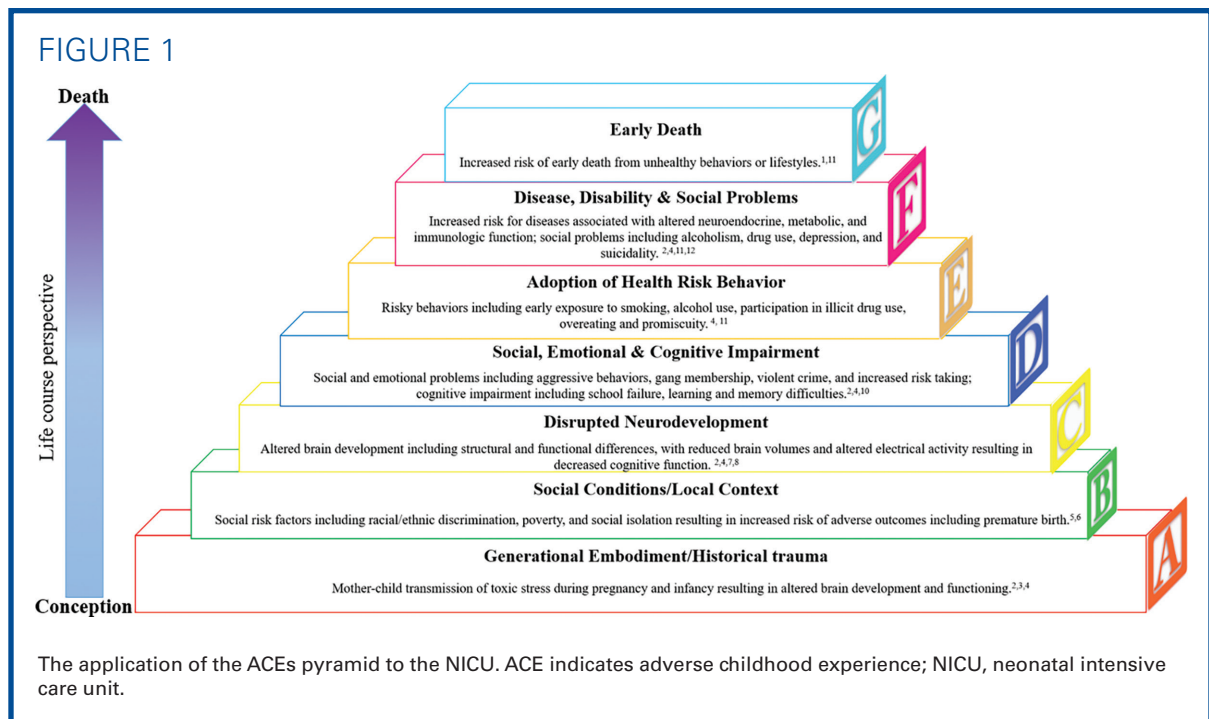 FIGURE 1
Death
Life course perspective
Conception
G
Early Death
Increased risk of early death from unhealthy behaviors or lifestyles.1,11
F
Disease, Disability & Social Problems
Increased risk for diseases associated with altered neuroendocrine, metabolic, and
immunologic function; social problems including alcoholism, drug use, depression, and
suicidality. 2,4,11,12
E
Adoption of Health Risk Behavior
Risky behaviors including early exposure to smoking, alcohol use, participation in illicit drug use,
overeating and promiscuity. 4, 11
D
Social, Emotional & Cognitive Impairment
Social and emotional problems including aggressive behaviors, gang membership, violent crime, and increased risk taking;
cognitive impairment including school failure, learning and memory difficulties.2,4,10
C
Disrupted Neurodevelopment
Altered brain development including structural and functional differences, with reduced brain volumes and altered electrical activity resulting in
decreased cognitive function. 2,4,7,8
B
Social Conditions/Local Context
Social risk factors including racial/ethnic discrimination, poverty, and social isolation resulting in increased risk of adverse outcomes including premature birth.5,6
A
Generational Embodiment/Historical trauma
Mother-child transmission of toxic stress during pregnancy and infancy resulting in altered brain development and functioning.2,3,4
The application of the ACEs pyramid to the NICU. ACE indicates adverse childhood experience; NICU, neonatal intensive
care unit.